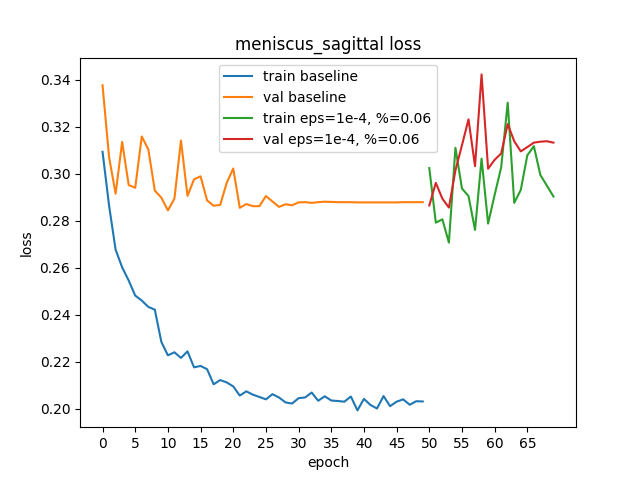 meniscus_sagittal loss
train baseline
val baseline
train eps=1e-4, %=0.06
val eps=1e-4, %=0.06
loss
0.34
0.32
0.30
0.28
0.26
0.24
0.22
0.20
0 5 10 15 20 25 30 35 40 45 50 55 60 65
epoch